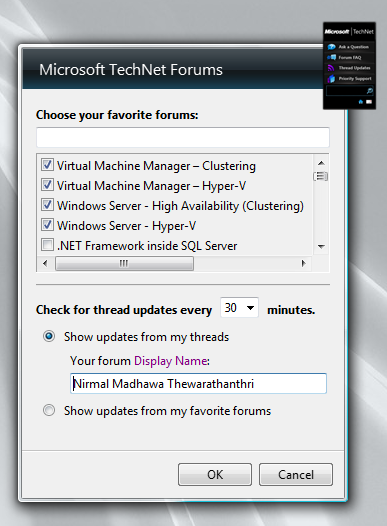 Microsoft | TechNet
Ask a Question
Forum FAQ
Thread Updates
Priority Support
Microsoft TechNet Forums
Choose your favorite forums:
Virtual Machine Manager – Clustering
Virtual Machine Manager – Hyper-V
Windows Server - High Availability (Clustering)
Windows Server - Hyper-V
.NET Framework inside SQL Server
Check for thread updates every 30 minutes.
Show updates from my threads
Your forum Display Name:
Nirmal Madhawa Thewarathanthri
Show updates from my favorite forums
OK Cancel